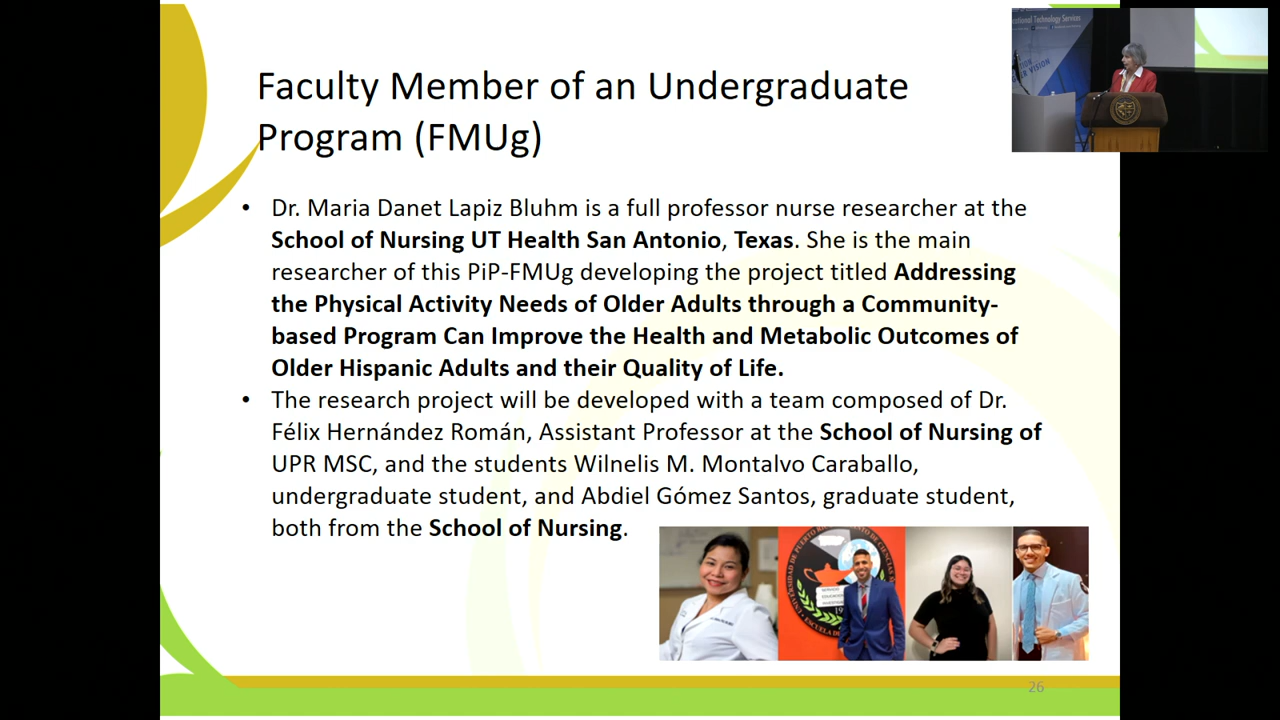 Faculty Member of an Undergraduate
Program (FMUg)
• Dr. Maria Danet Lapiz Bluhm is a full professor nurse researcher at the
School of Nursing UT Health San Antonio, Texas. She is the main
researcher of this PiP-FMUg developing the project titled Addressing
the Physical Activity Needs of Older Adults through a Community-
based Program Can Improve the Health and Metabolic Outcomes of
Older Hispanic Adults and their Quality of Life.
• The research project will be developed with a team composed of Dr.
Félix Hernández Román, Assistant Professor at the School of Nursing of
UPR MSC, and the students Wilnelis M. Montalvo Caraballo,
undergraduate student, and Abdiel Gómez Santos, graduate student,
both from the School of Nursing.
26
Technology Services
VISION